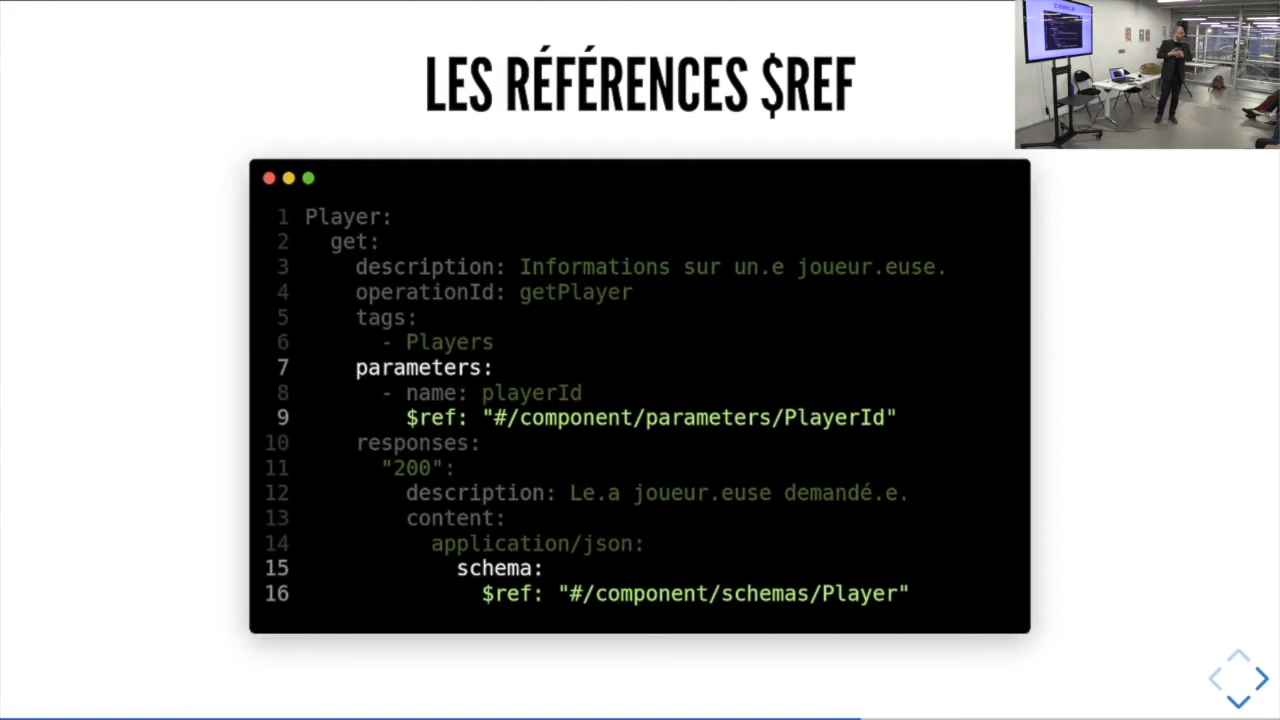 LES RÉFÉRENCES $REF
1 Player:
2 get:
3 description: Informations sur un.e joueur.euse.
4 operationId: getPlayer
5 tags:
6 - Players
7 parameters:
8 - name: playerId
9 $ref: "#/component/parameters/PlayerId"
10 responses:
11 "200":
12 description: Le.a joueur.euse demandé.e.
13 content:
14 application/json:
15 schema:
16 $ref: "#/component/schemas/Player"